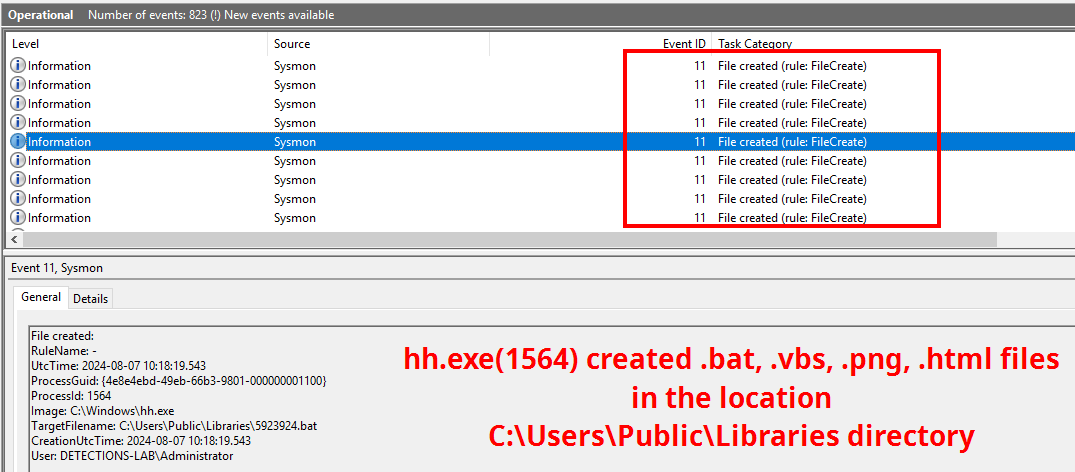 Operational Number of events: 823 (!) New events available
Level Source Event ID Task Category
Information Sysmon 11 File created (rule: FileCreate)
Information Sysmon 11 File created (rule: FileCreate)
Information Sysmon 11 File created (rule: FileCreate)
Information Sysmon 11 File created (rule: FileCreate)
Information Sysmon 11 File created (rule: FileCreate)
Information Sysmon 11 File created (rule: FileCreate)
Information Sysmon 11 File created (rule: FileCreate)
Information Sysmon 11 File created (rule: FileCreate)
Information Sysmon 11 File created (rule: FileCreate)
Event 11, Sysmon
General Details
File created:
RuleName: -
UtcTime: 2024-08-07 10:18:19.543
ProcessGuid: {4e8e4ebd-49eb-66b3-9801-000000001100}
ProcessId: 1564
Image: C:\Windows\hh.exe
TargetFilename: C:\Users\Public\Libraries\5923924.bat
CreationUtcTime: 2024-08-07 10:18:19.543
User: DETECTIONS-LAB\Administrator
hh.exe(1564) created .bat, .vbs, .png, .html files
in the location
C:\Users\Public\Libraries directory